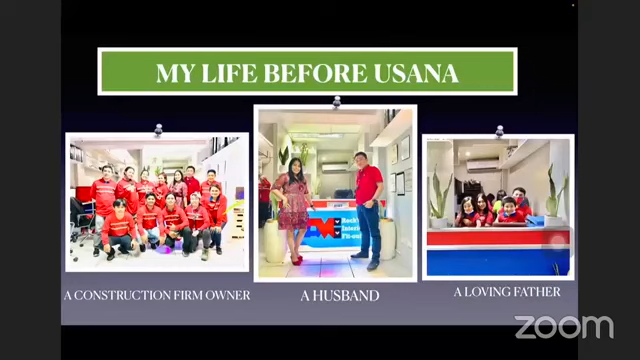 MY LIFE BEFORE USANA
A CONSTRUCTION FIRM OWNER
A HUSBAND
A LOVING FATHER
zoom